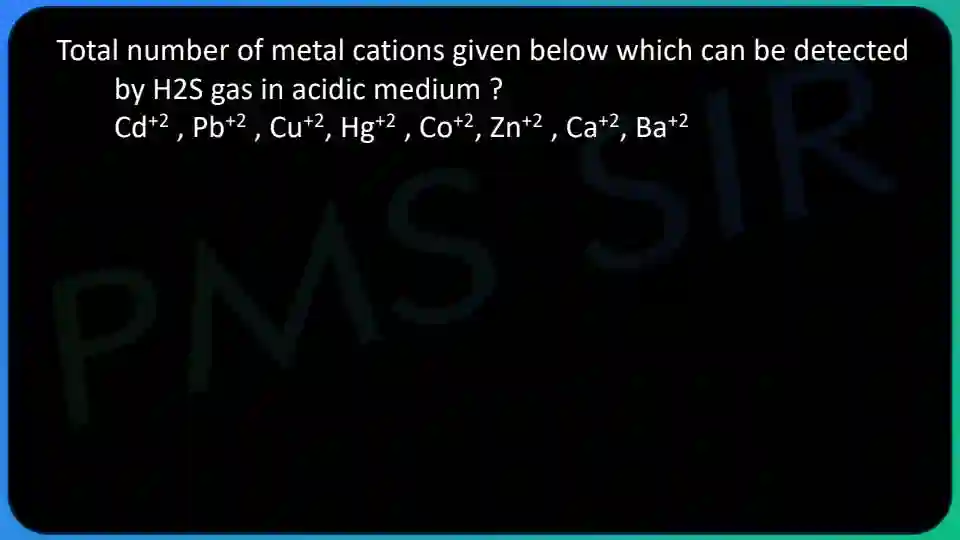 Total number of metal cations given below which can be detected
by H2S gas in acidic medium ?
Cd⁺² , Pb⁺² , Cu⁺², Hg⁺² , Co⁺², Zn⁺² , Ca⁺², Ba⁺²
PMS SIR